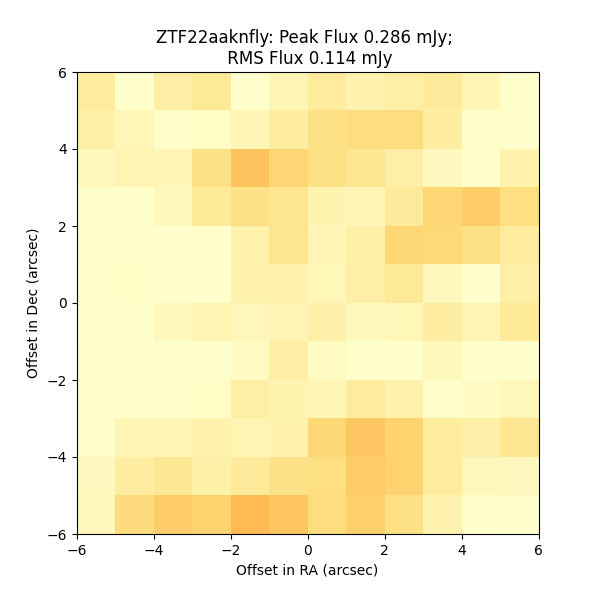 ZTF22aaknfly: Peak Flux 0.286 mJy;
RMS Flux 0.114 mJy
6
4
2
0
−2
−4
−6
Offset in Dec (arcsec)
−6 −4 −2 0 2 4 6
Offset in RA (arcsec)